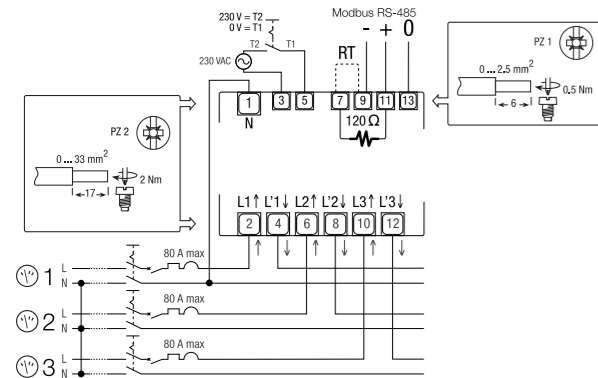 230 V = T2
0 V = T1
T2 T1
230 VAC
Modbus RS-485
- + 0
RT
1 3 5 7 9 11 13
N
120 Ω
PZ 1
0 ... 2.5 mm2
6
0.5 Nm
PZ 2
0 ... 33 mm2
17
2 Nm
L1↑ L'1↓ L2↑ L'2↓ L3↑ L'3↓
2 4 6 8 10 12
80 A max
1 L
N
80 A max
2 L
N
80 A max
3 L
N